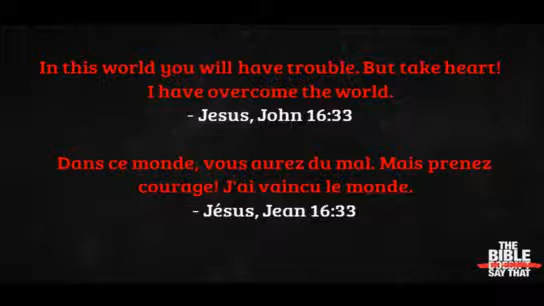 In this world you will have trouble. But take heart!
I have overcome the world.
- Jesus, John 16:33
Dans ce monde, vous aurez du mal. Mais prenez
courage! J'ai vaincu le monde.
- Jésus, Jean 16:33
THE
BIBLE
SAY THAT